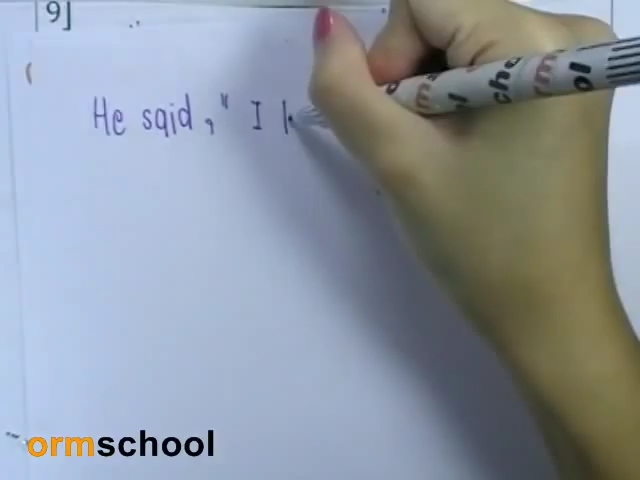 9]
He said, " I
ormschool